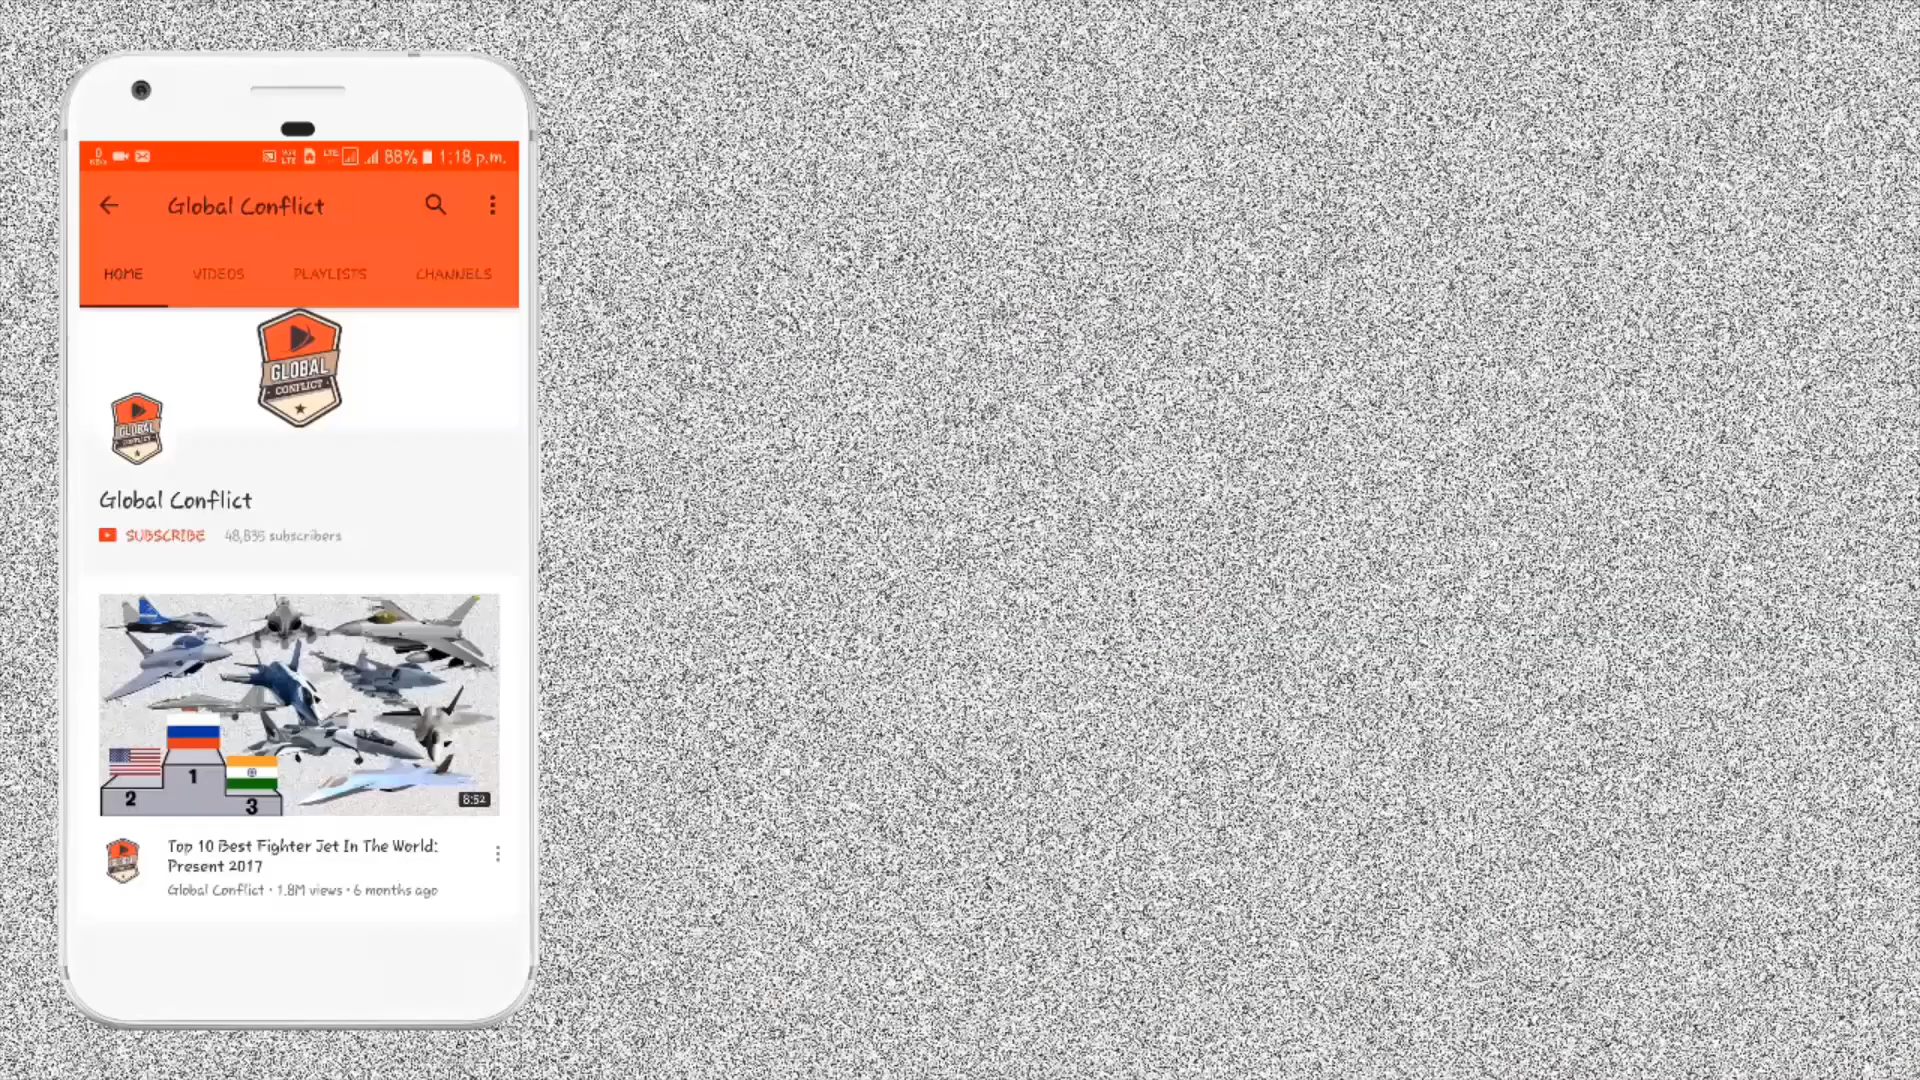 88% 1:18 p.m.
Global Conflict
HOME VIDEOS PLAYLISTS CHANNELS
GLOBAL
CONFLICT
GLOBAL
CONFLICT
Global Conflict
SUBSCRIBE 48,835 subscribers
1
2
3
8:52
Top 10 Best Fighter Jet In The World:
Present 2017
Global Conflict · 1.8M views · 6 months ago